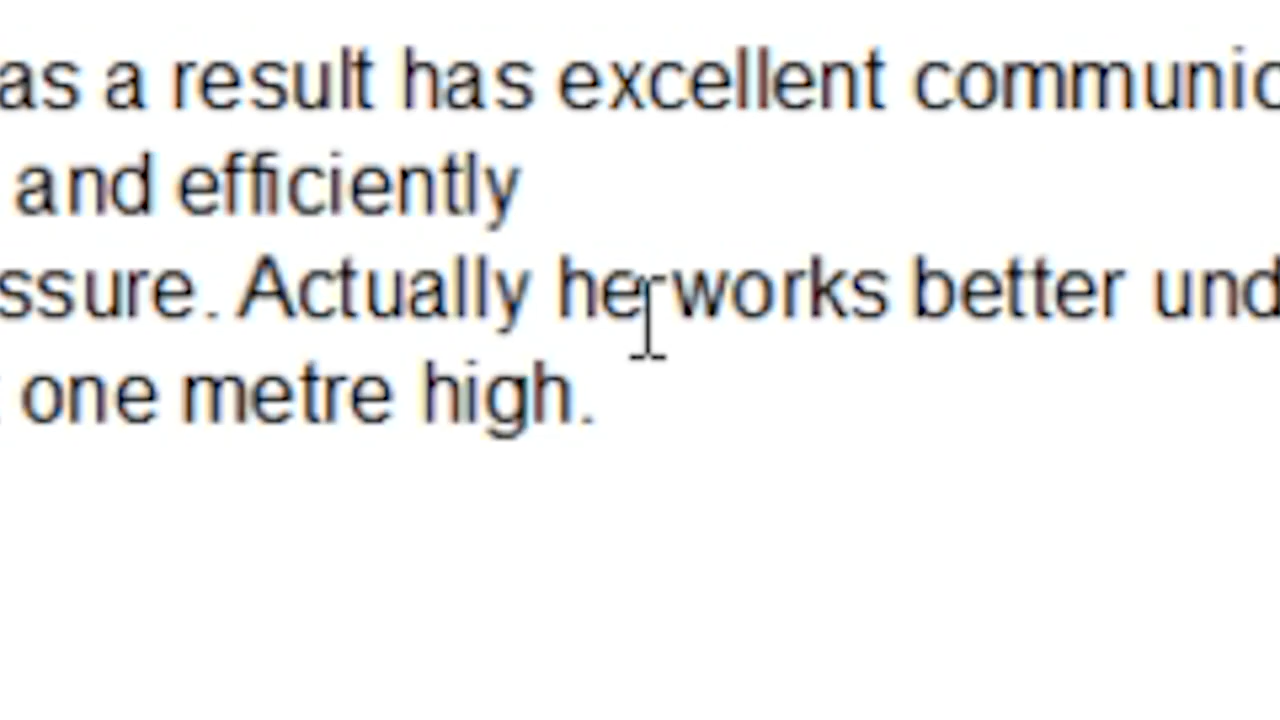 as a result has excellent communic
and efficiently
ssure. Actually he works better und
one metre high.